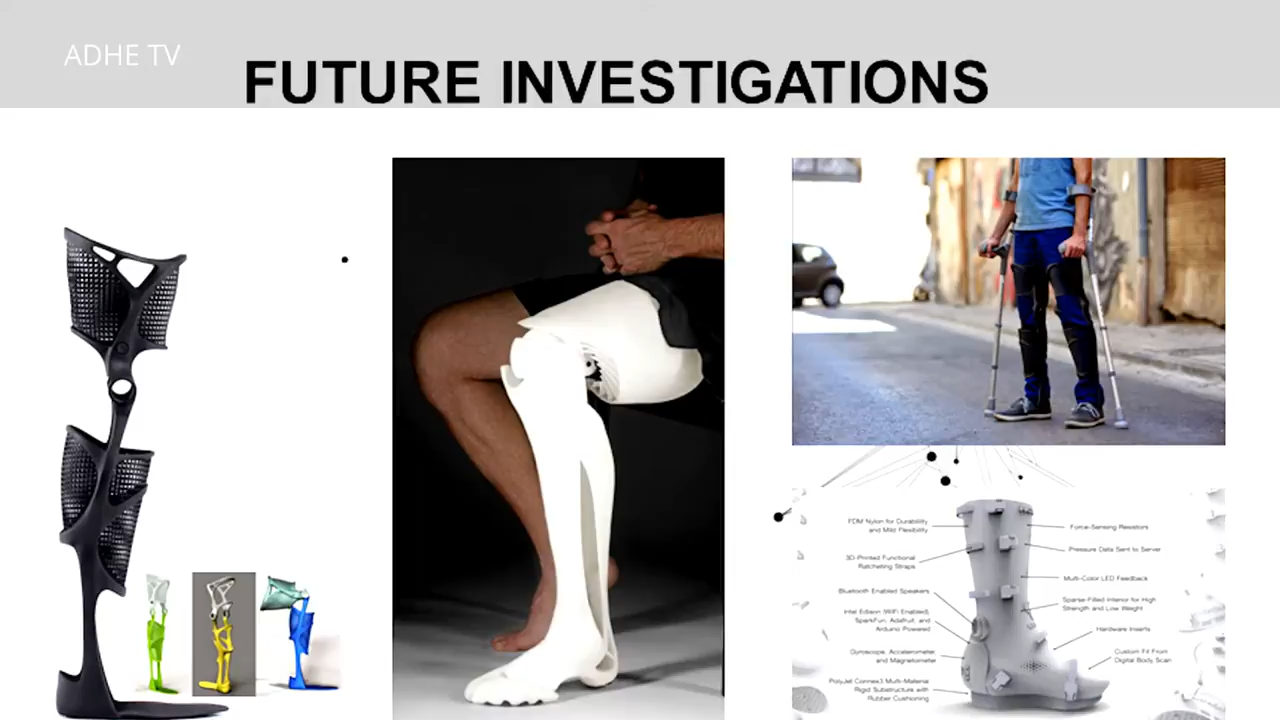 ADHE TV
FUTURE INVESTIGATIONS
FDM Nylon for Durability
and Mild Flexibility
3D-Printed Functional
Ratcheting Straps
Bluetooth Enabled Speakers
Intel Edison (WiFi Enabled),
SparkFun, Adafruit, and
Arduino Powered
Gyroscope, Accelerometer,
and Magnetometer
PolyJet Connex3 Multi-Material
Rigid Substructure with
Rubber Cushioning
Force-Sensing Resistors
Pressure Data Sent to Server
Multi-Color LED Feedback
Sparse-Filled Interior for High
Strength and Low Weight
Hardware Inserts
Custom Fit From
Digital Body Scan